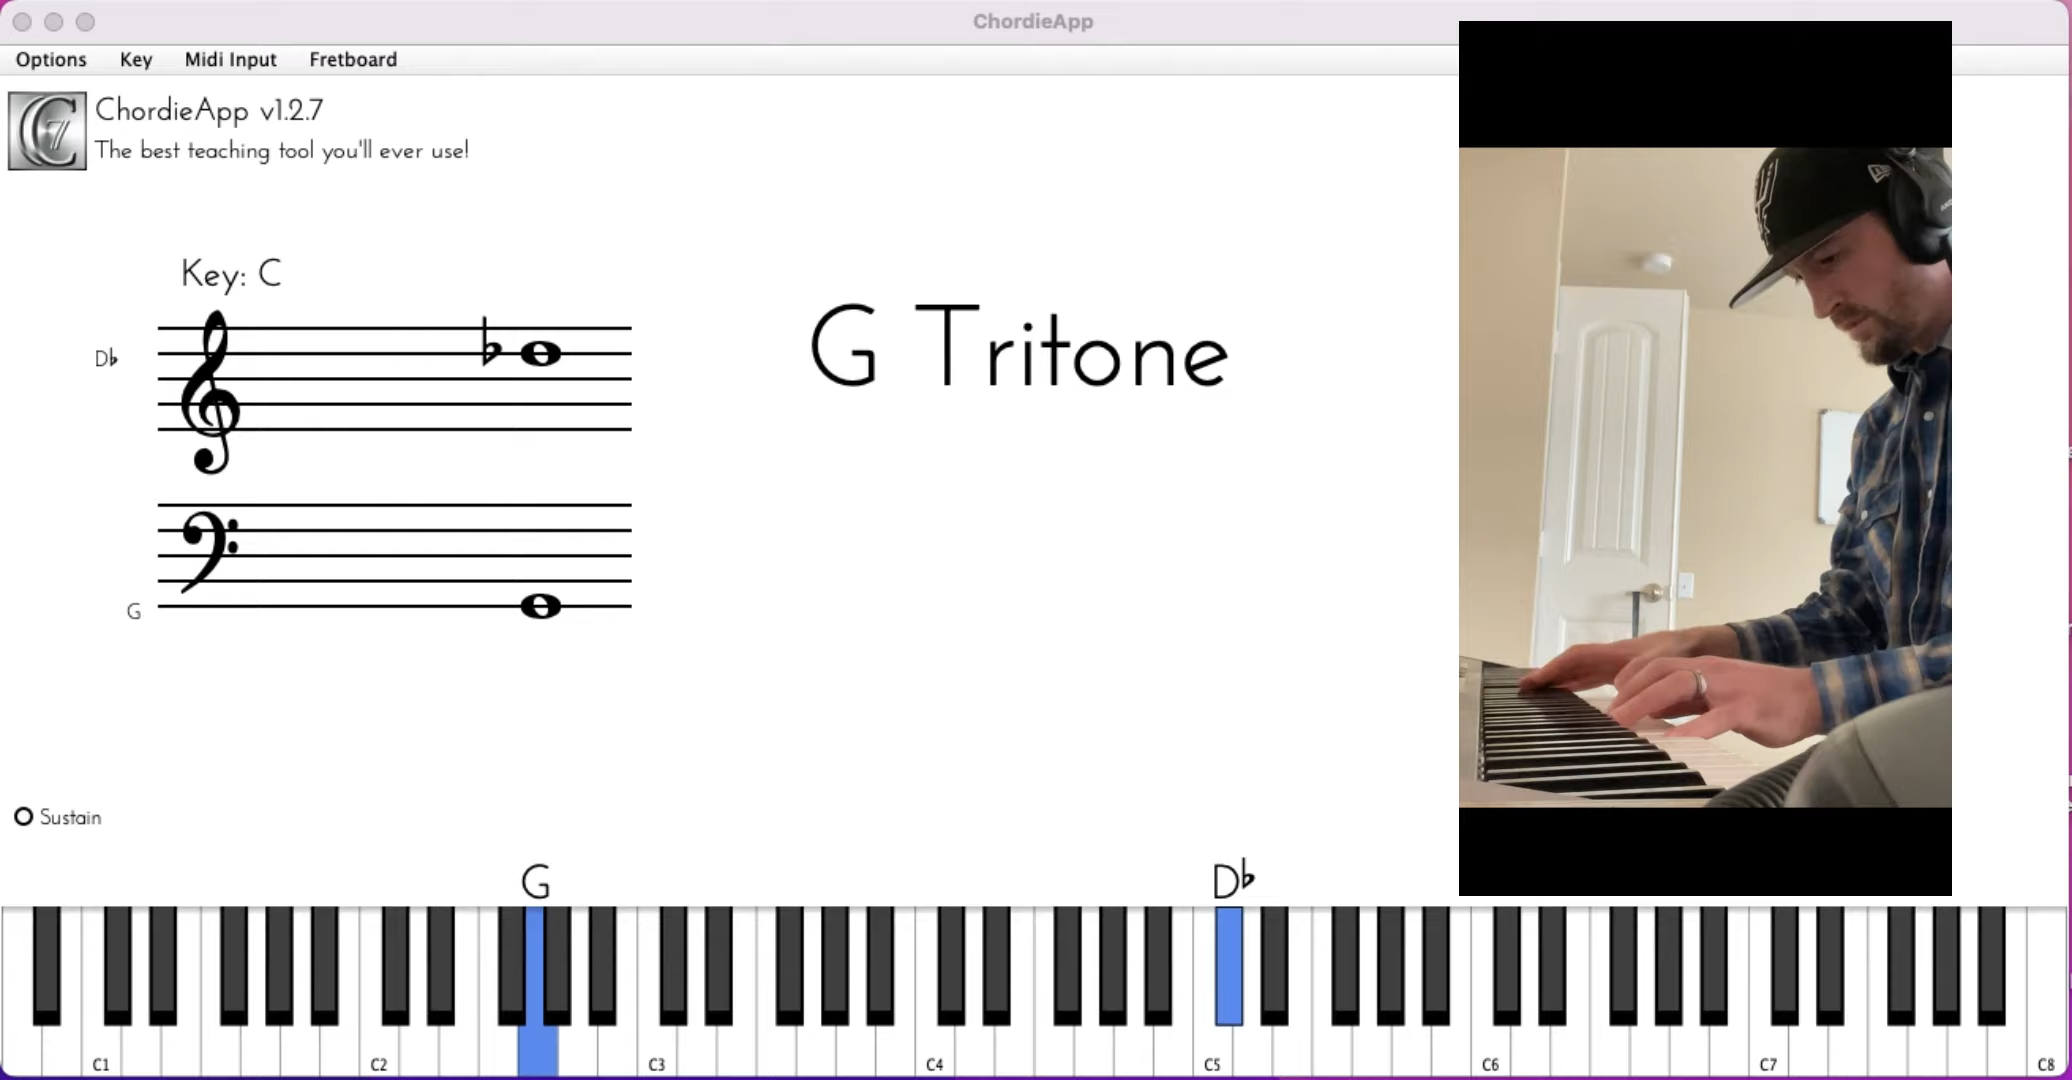 ChordieApp
Options Key Midi Input Fretboard
ChordieApp v1.2.7
The best teaching tool you'll ever use!
Key: C
D♭
G Tritone
G
Sustain
G D♭
C1 C2 C3 C4 C5 C6 C7 C8